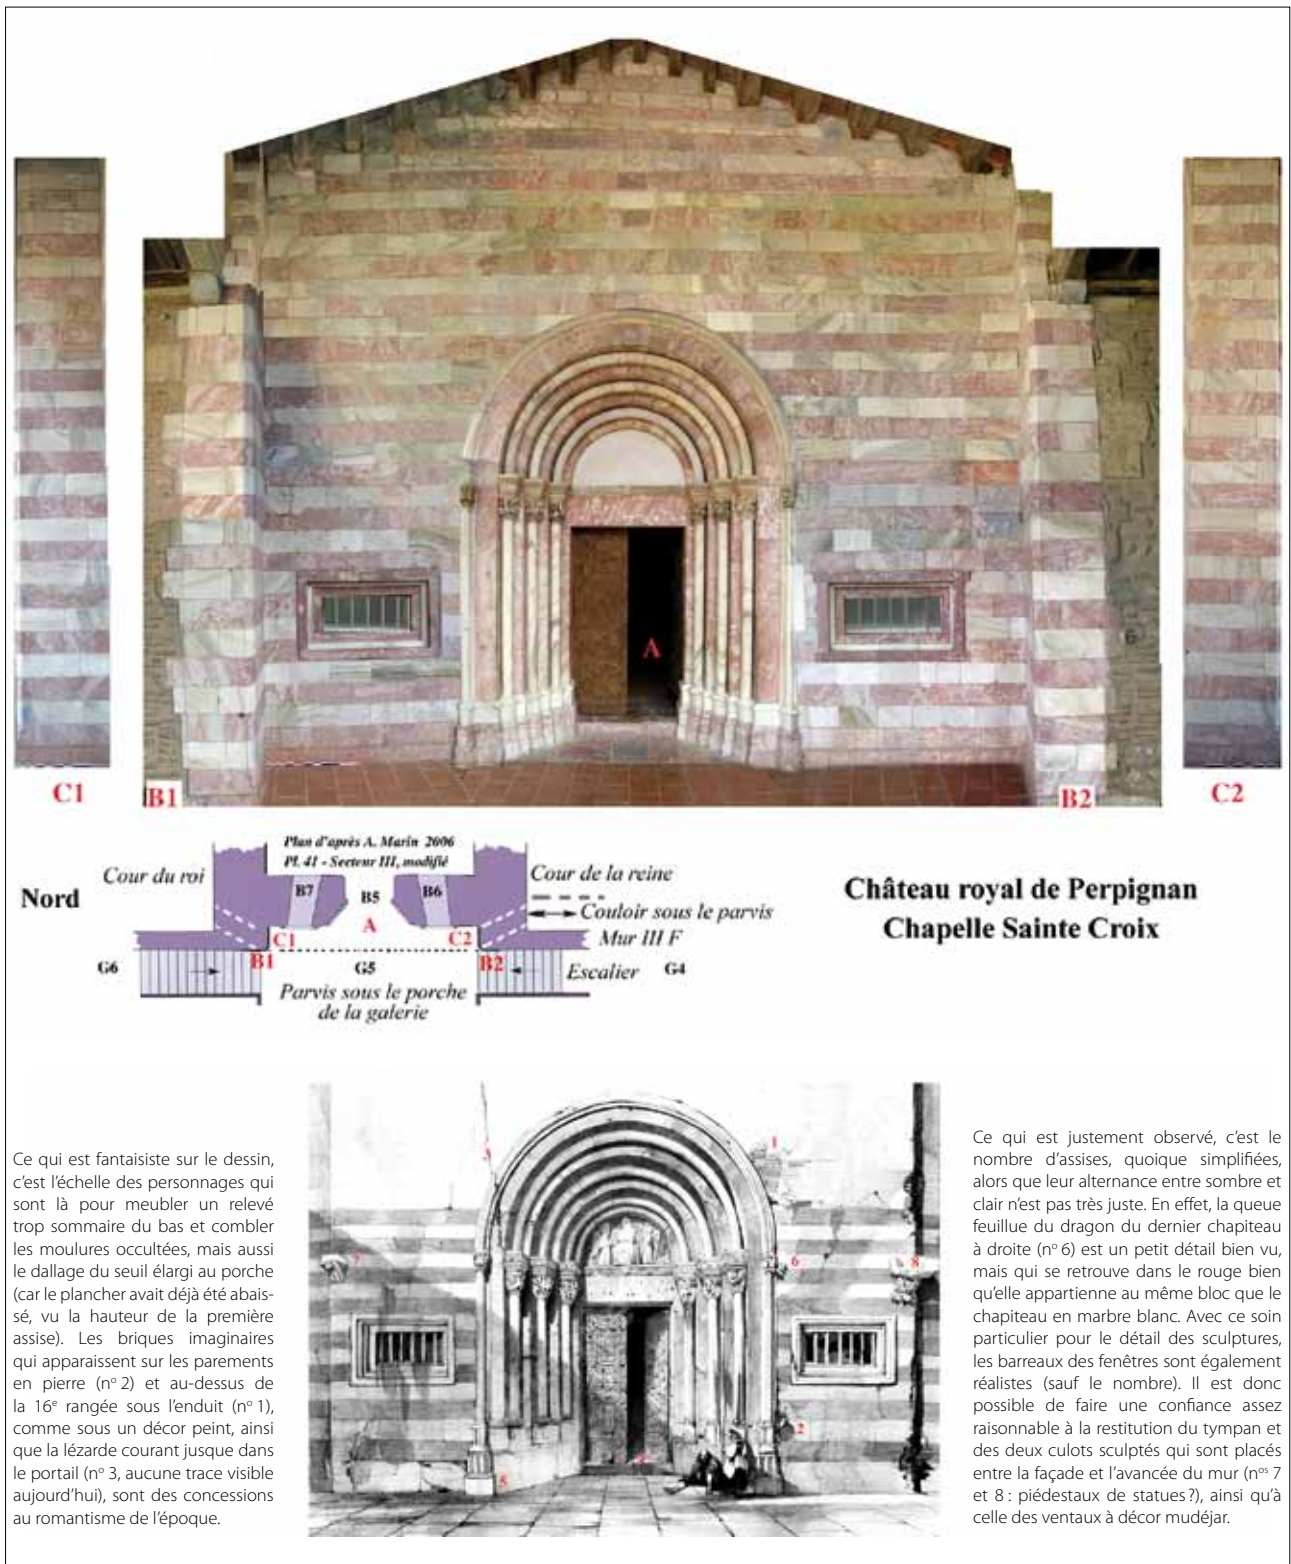 A
C1
B1
B2
C2
Plan d'après A. Marin 2006
Pl. 41 - Secteur III, modifié
Nord
Cour du roi
Cour de la reine
B7
B5
B6
Couloir sous le parvis
A
C1
C2
Mur III F
B1
B2
G6
G5
Escalier
G4
Parvis sous le porche
de la galerie
Château royal de Perpignan
Chapelle Sainte Croix
Ce qui est fantaisiste sur le dessin,
c'est l'échelle des personnages qui
sont là pour meubler un relevé
trop sommaire du bas et combler
les moulures occultées, mais aussi
le dallage du seuil élargi au porche
(car le plancher avait déjà été abais-
sé, vu la hauteur de la première
assise). Les briques imaginaires
qui apparaissent sur les parements
en pierre (nº 2) et au-dessus de
la 16e rangée sous l'enduit (nº 1),
comme sous un décor peint, ainsi
que la lézarde courant jusque dans
le portail (nº 3, aucune trace visible
aujourd'hui), sont des concessions
au romantisme de l'époque.
1
3
7
6
8
2
5
Ce qui est justement observé, c'est le
nombre d'assises, quoique simplifiées,
alors que leur alternance entre sombre et
clair n'est pas très juste. En effet, la queue
feuillue du dragon du dernier chapiteau
à droite (nº 6) est un petit détail bien vu,
mais qui se retrouve dans le rouge bien
qu'elle appartienne au même bloc que le
chapiteau en marbre blanc. Avec ce soin
particulier pour le détail des sculptures,
les barreaux des fenêtres sont également
réalistes (sauf le nombre). Il est donc
possible de faire une confiance assez
raisonnable à la restitution du tympan et
des deux culots sculptés qui sont placés
entre la façade et l'avancée du mur (nos 7
et 8 : piédestaux de statues ?), ainsi qu'à
celle des ventaux à décor mudéjar.